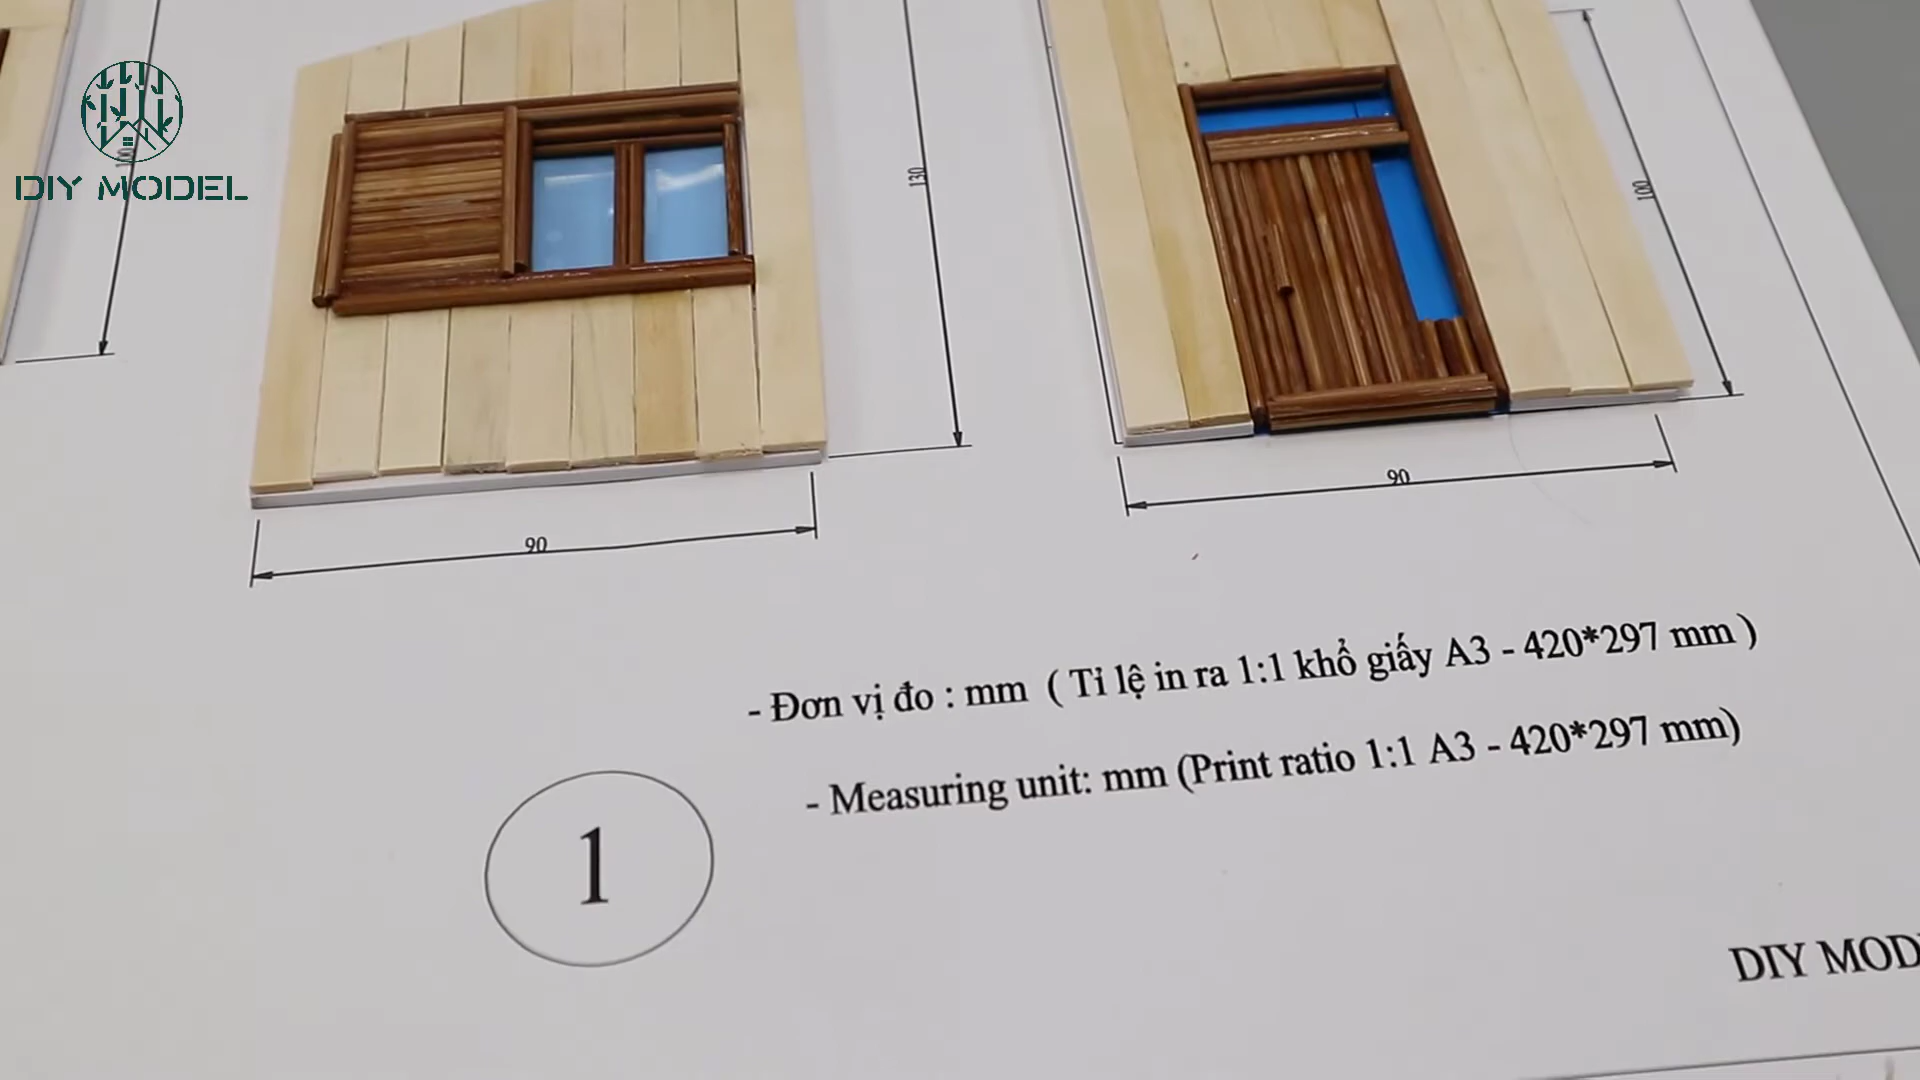 DIY MODEL
100
130
100
90
90
- Đơn vị đo : mm ( Tỉ lệ in ra 1:1 khổ giấy A3 - 420*297 mm )
- Measuring unit: mm (Print ratio 1:1 A3 - 420*297 mm)
1
DIY MOD